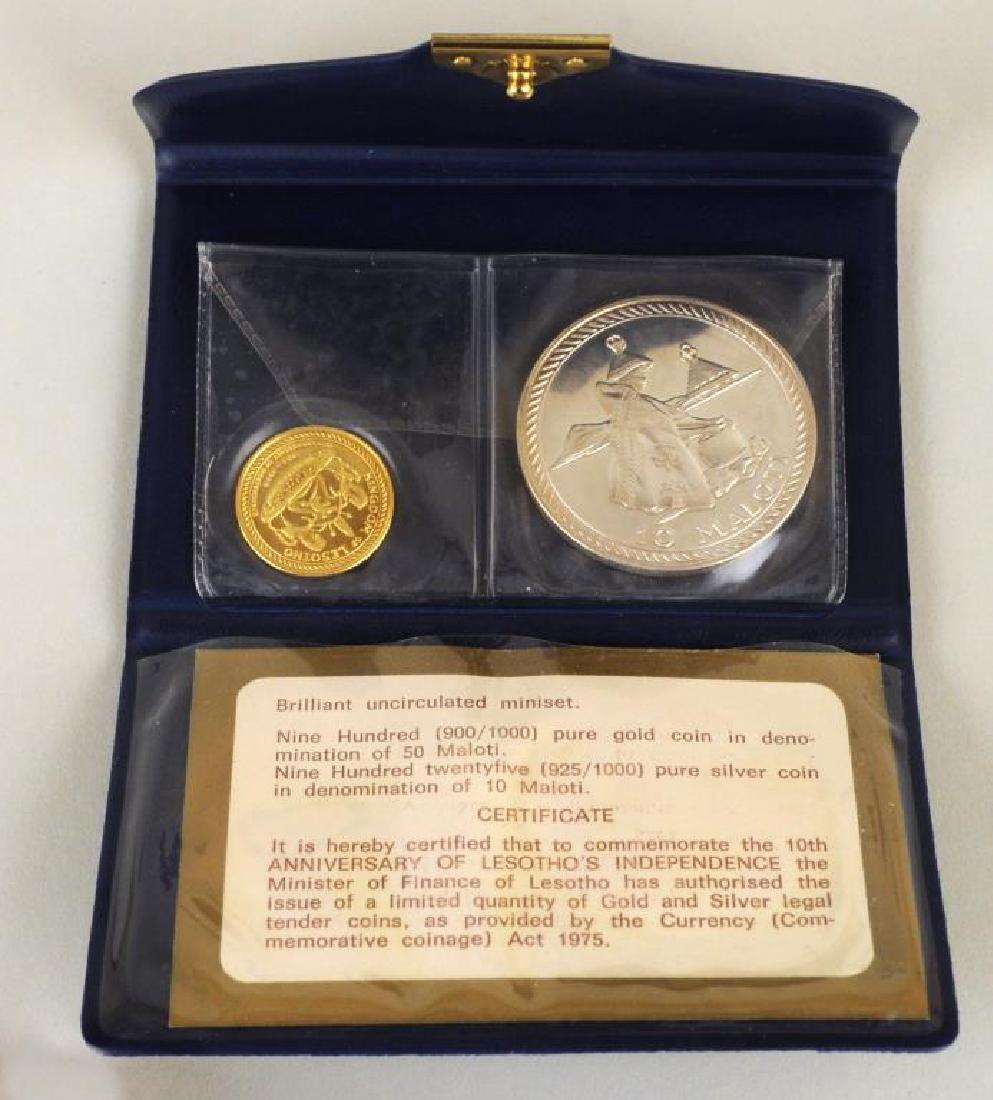 KINGDOM OF LESOTHO
10 MALOTI
Brilliant uncirculated miniset.
Nine Hundred (900/1000) pure gold coin in deno-
mination of 50 Maloti.
Nine Hundred twentyfive (925/1000) pure silver coin
in denomination of 10 Maloti.
CERTIFICATE
It is hereby certified that to commemorate the 10th
ANNIVERSARY OF LESOTHO'S INDEPENDENCE the
Minister of Finance of Lesotho has authorised the
issue of a limited quantity of Gold and Silver legal
tender coins, as provided by the Currency (Com-
memorative coinage) Act 1975.